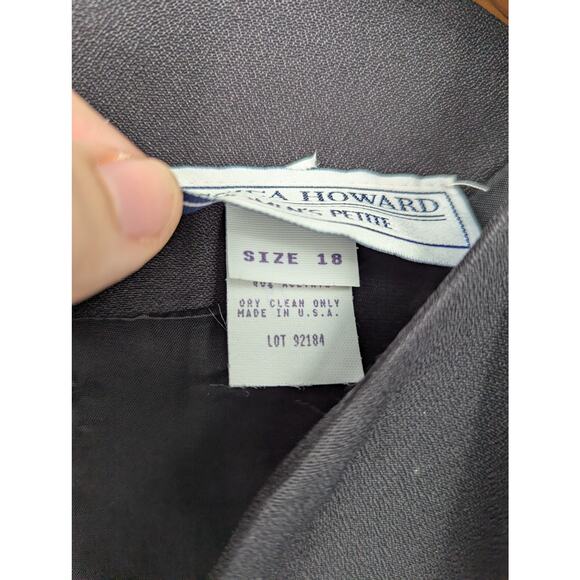 HOWARD
PETITE
SIZE 18
DRY CLEAN ONLY
MADE IN U.S.A.
LOT 92184